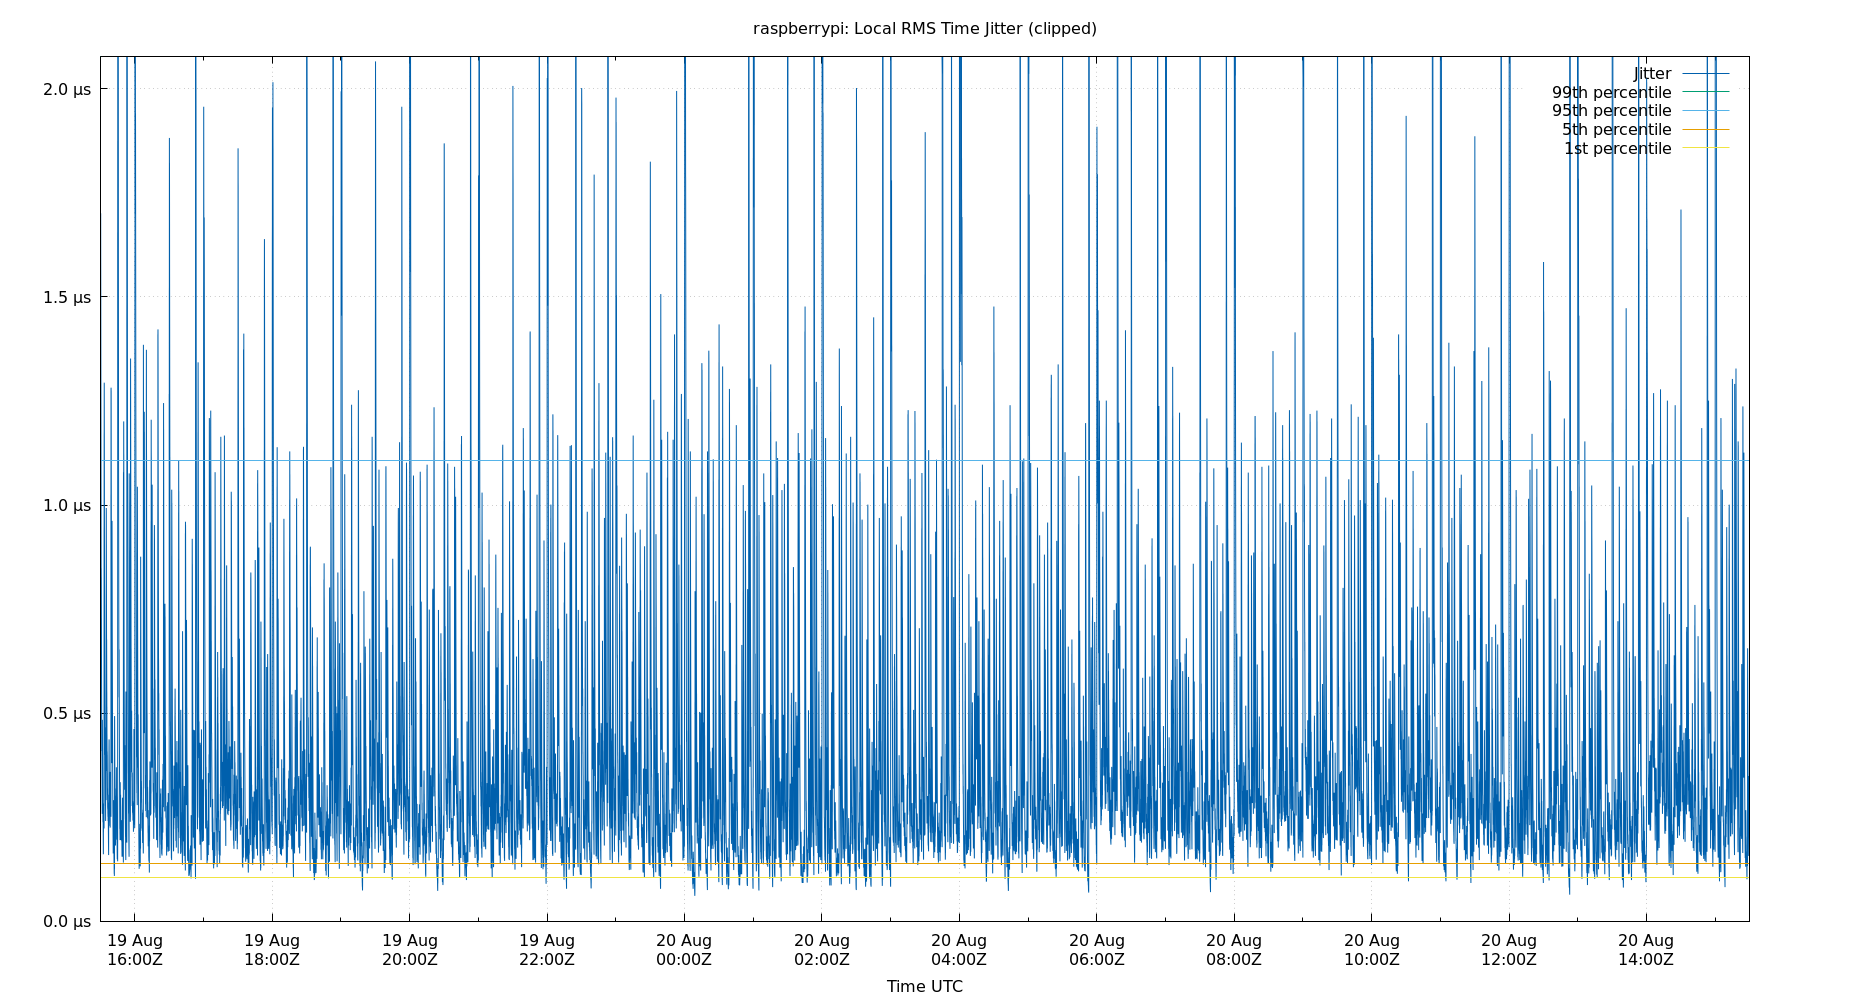 raspberrypi: Local RMS Time Jitter (clipped)
Jitter
99th percentile
95th percentile
5th percentile
1st percentile
2.0 µs
1.5 µs
1.0 µs
0.5 µs
0.0 µs
19 Aug 19 Aug 19 Aug 19 Aug 20 Aug 20 Aug 20 Aug 20 Aug 20 Aug 20 Aug 20 Aug 20 Aug
16:00Z 18:00Z 20:00Z 22:00Z 00:00Z 02:00Z 04:00Z 06:00Z 08:00Z 10:00Z 12:00Z 14:00Z
Time UTC